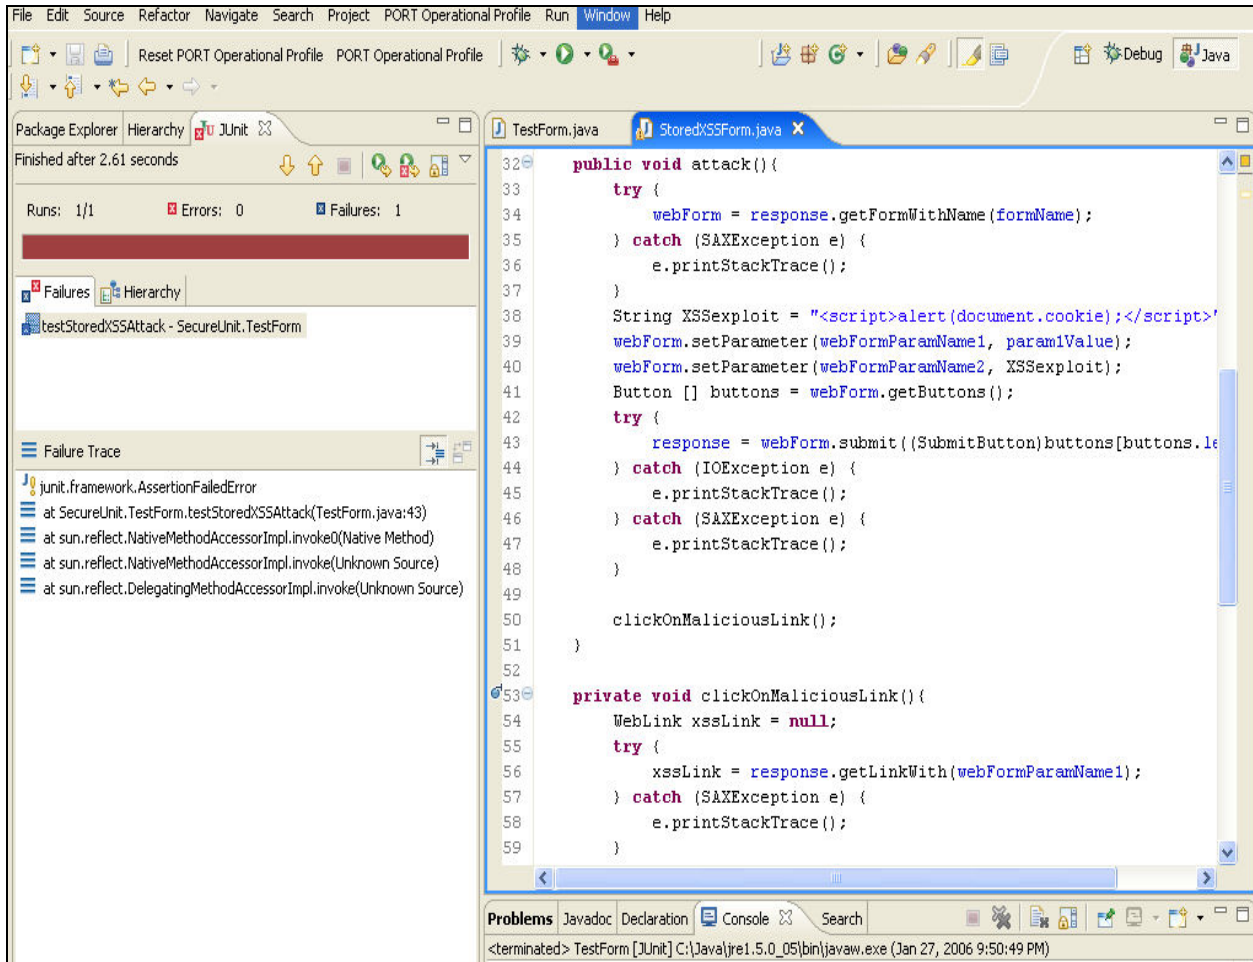 File Edit Source Refactor Navigate Search Project PORT Operational Profile Run Window Help
Reset PORT Operational Profile PORT Operational Profile
Debug Java
Package Explorer Hierarchy JUnit
Finished after 2.61 seconds
Runs: 1/1 Errors: 0 Failures: 1
Failures Hierarchy
testStoredXSSAttack - SecureUnit.TestForm
Failure Trace
junit.framework.AssertionFailedError
at SecureUnit.TestForm.testStoredXSSAttack(TestForm.java:43)
at sun.reflect.NativeMethodAccessorImpl.invoke0(Native Method)
at sun.reflect.NativeMethodAccessorImpl.invoke(Unknown Source)
at sun.reflect.DelegatingMethodAccessorImpl.invoke(Unknown Source)
TestForm.java StoredXSSForm.java
32 public void attack(){
33 try {
34 webForm = response.getFormWithName(formName);
35 } catch (SAXException e) {
36 e.printStackTrace();
37 }
38 String XSSexploit = "<script>alert(document.cookie);</script>"
39 webForm.setParameter(webFormParamName1, param1Value);
40 webForm.setParameter(webFormParamName2, XSSexploit);
41 Button [] buttons = webForm.getButtons();
42 try {
43 response = webForm.submit((SubmitButton)buttons[buttons.le
44 } catch (IOException e) {
45 e.printStackTrace();
46 } catch (SAXException e) {
47 e.printStackTrace();
48 }
49
50 clickOnMaliciousLink();
51 }
52
53 private void clickOnMaliciousLink(){
54 WebLink xssLink = null;
55 try {
56 xssLink = response.getLinkWith(webFormParamName1);
57 } catch (SAXException e) {
58 e.printStackTrace();
59 }
Problems Javadoc Declaration Console Search
<terminated> TestForm [JUnit] C:\Java\jre1.5.0_05\bin\javaw.exe (Jan 27, 2006 9:50:49 PM)